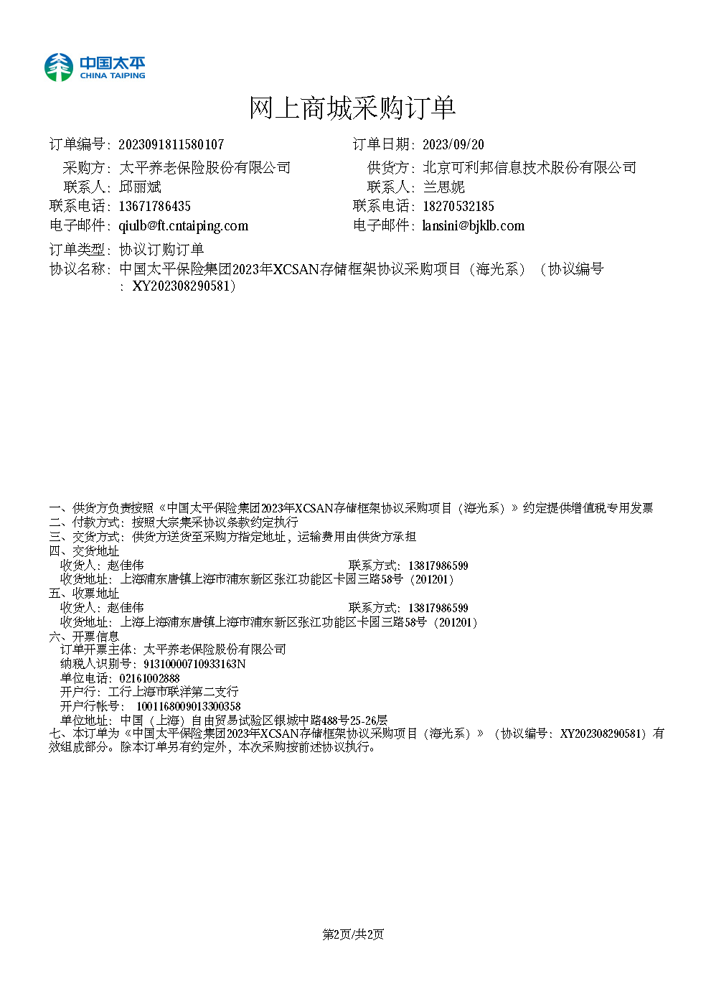 中国太平
CHINA TAIPING
网上商城采购订单
订单编号：2023091811580107 订单日期：2023/09/20
采购方：太平养老保险股份有限公司 供货方：北京可利邦信息技术股份有限公司
联系人：邱丽斌 联系人：兰思妮
联系电话：13671786435 联系电话：18270532185
电子邮件：qiulb@ft.cntaiping.com 电子邮件：lansini@bjklb.com
订单类型：协议订购订单
协议名称：中国太平保险集团2023年XCSAN存储框架协议采购项目（海光系）（协议编号
：XY202308290581）
一、供货方负责按照《中国太平保险集团2023年XCSAN存储框架协议采购项目（海光系）》约定提供增值税专用发票
二、付款方式：按照大宗集采协议条款约定执行
三、交货方式：供货方送货至采购方指定地址，运输费用由供货方承担
四、交货地址
收货人：赵佳伟 联系方式：13817986599
收货地址：上海浦东唐镇上海市浦东新区张江功能区卡园三路58号（201201）
五、收票地址
收货人：赵佳伟 联系方式：13817986599
收货地址：上海上海浦东唐镇上海市浦东新区张江功能区卡园三路58号（201201）
六、开票信息
订单开票主体：太平养老保险股份有限公司
纳税人识别号：91310000710933163N
单位电话：02161002888
开户行：工行上海市联洋第二支行
开户行帐号： 1001168009013300358
单位地址：中国（上海）自由贸易试验区银城中路488号25-26层
七、本订单为《中国太平保险集团2023年XCSAN存储框架协议采购项目（海光系）》（协议编号：XY202308290581）有
效组成部分。除本订单另有约定外，本次采购按前述协议执行。
第2页/共2页